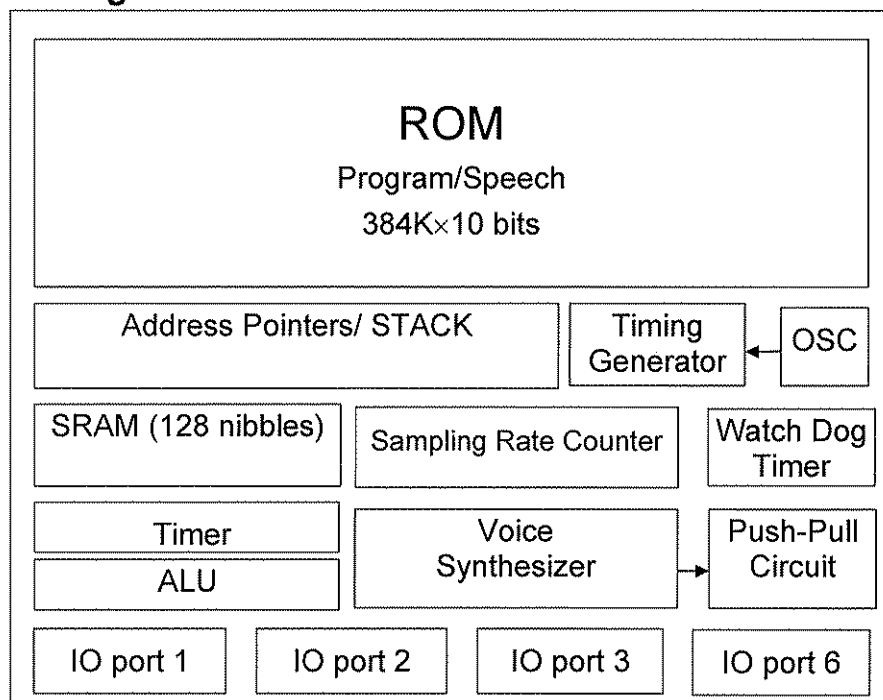 ROM
Program/Speech
384K×10 bits
Address Pointers/ STACK
Timing
Generator
OSC
SRAM (128 nibbles)
Sampling Rate Counter
Watch Dog
Timer
Timer
ALU
Voice
Synthesizer
Push-Pull
Circuit
IO port 1
IO port 2
IO port 3
IO port 6